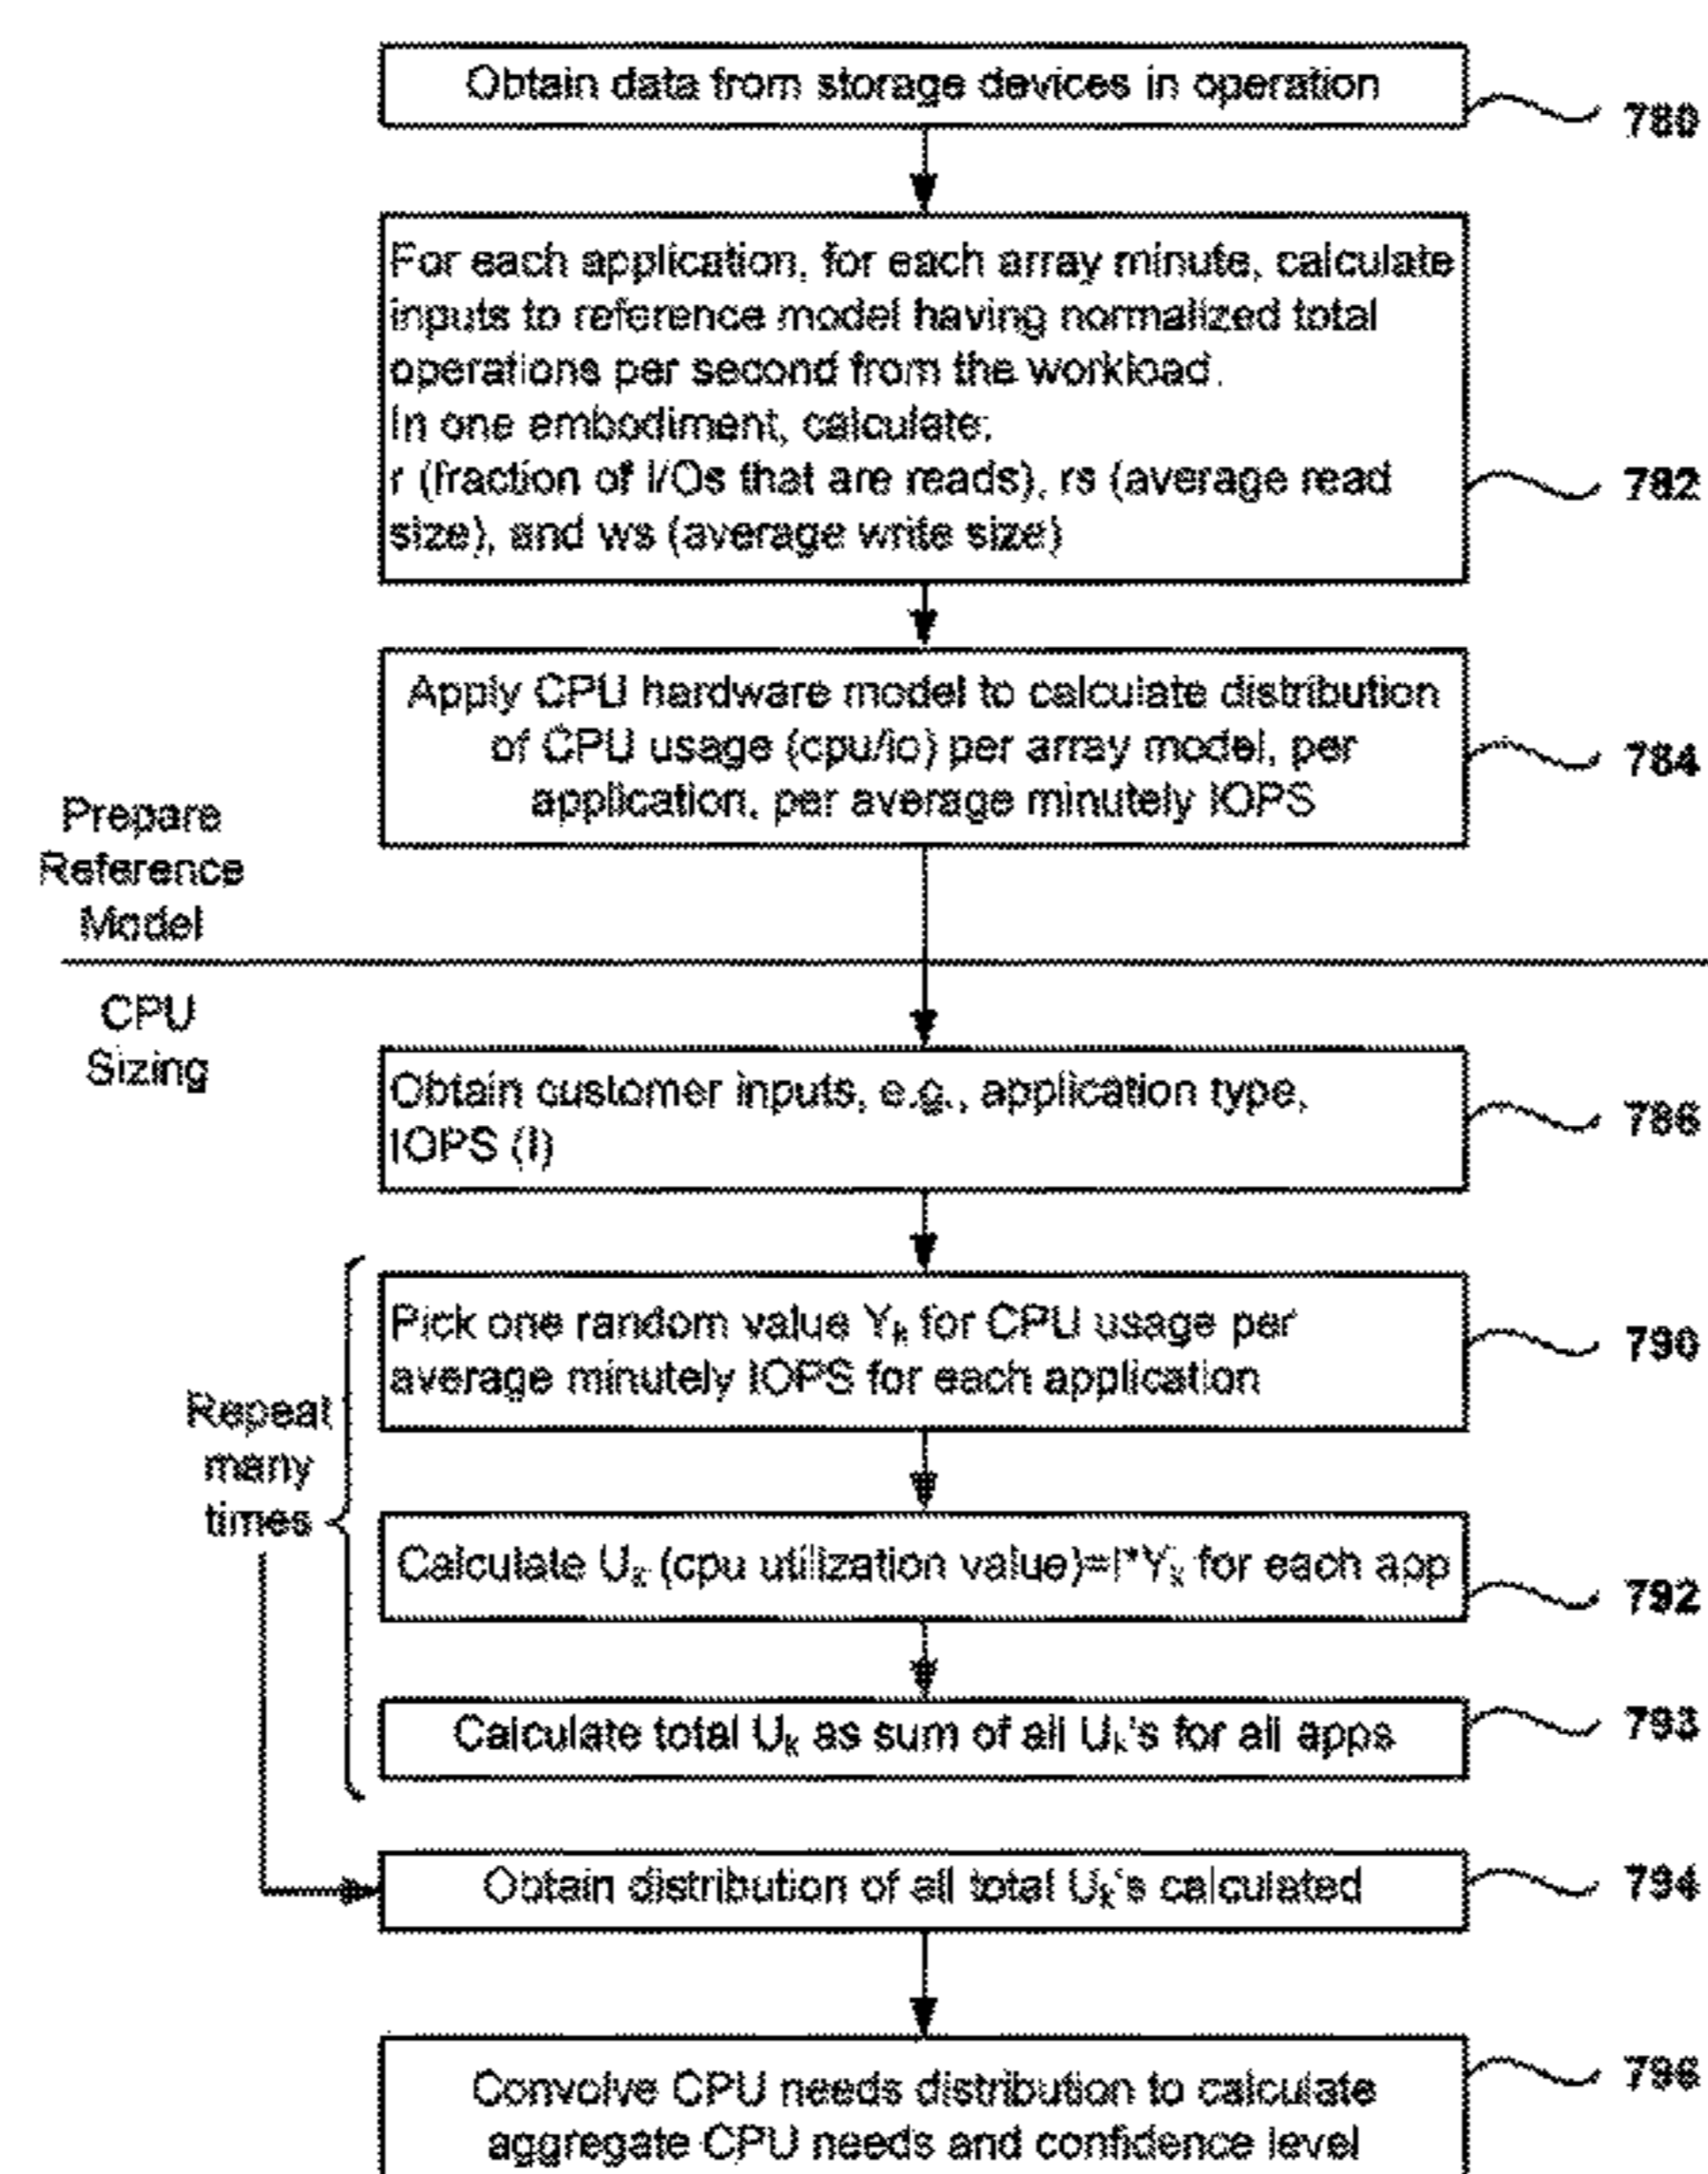 Obtain data from storage devices in operation
780
For each application, for each array minute, calculate
inputs to reference model having normalized total
operations per second from the workload.
In one embodiment, calculate:
r (fraction of I/Os that are reads), rs (average read
size), and ws (average write size)
782
Apply CPU hardware model to calculate distribution
of CPU usage (cpu/io) per array model, per
application, per average minutely IOPS
784
Prepare
Reference
Model
CPU
Sizing
Obtain customer inputs, e.g., application type,
IOPS (I)
786
Pick one random value Yk for CPU usage per
average minutely IOPS for each application
790
Repeat
many
times
Calculate Uk (cpu utilization value)=I*Yk for each app
792
Calculate total Uk as sum of all Uk's for all apps
793
Obtain distribution of all total Uk's calculated
794
Convolve CPU needs distribution to calculate
aggregate CPU needs and confidence level
796